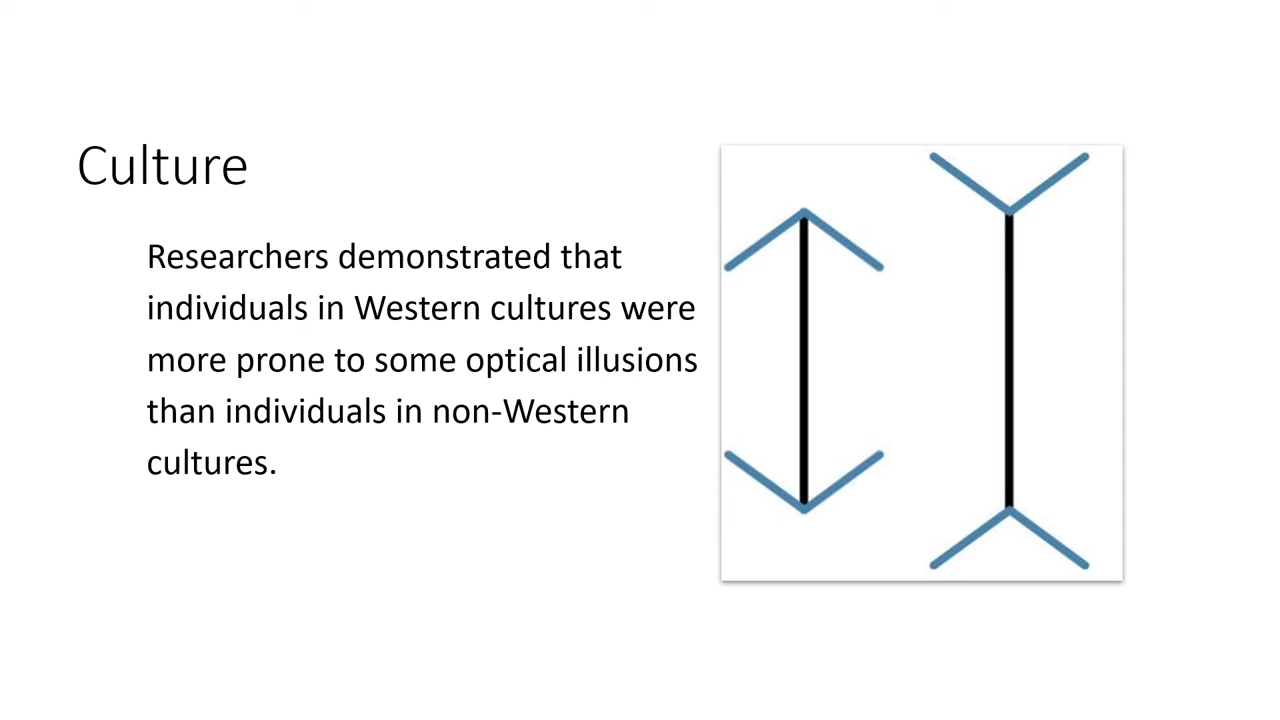 Culture
Researchers demonstrated that
individuals in Western cultures were
more prone to some optical illusions
than individuals in non-Western
cultures.